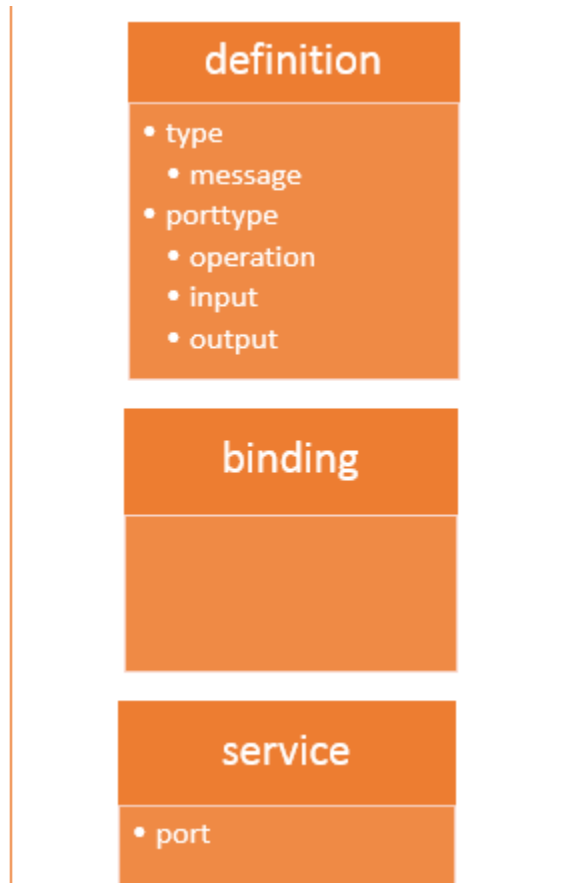 definition
• type
• message
• porttype
• operation
• input
• output
binding
service
• port